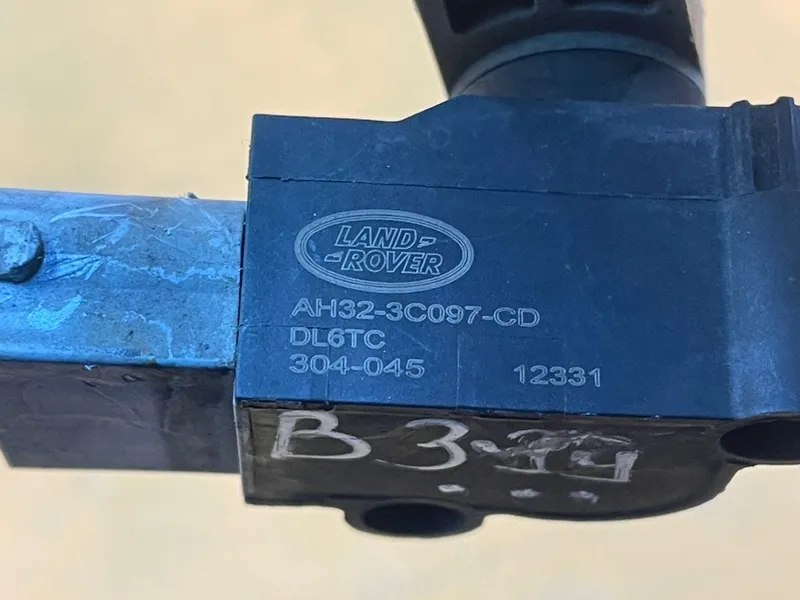 LAND-
-ROVER
AH32-3C097-CD
DL6TC
304-045 12331